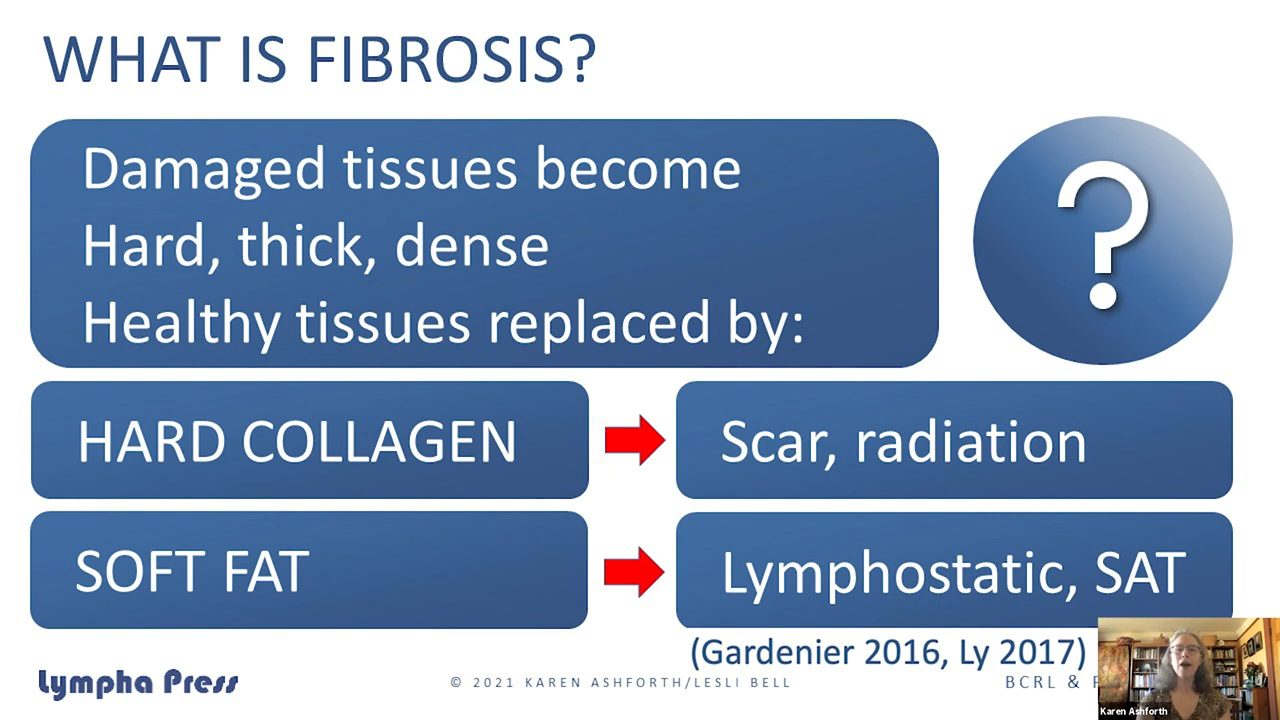 WHAT IS FIBROSIS?
Damaged tissues become
Hard, thick, dense
Healthy tissues replaced by:
?
HARD COLLAGEN
Scar, radiation
SOFT FAT
Lymphostatic, SAT
(Gardenier 2016, Ly 2017)
Lympha Press
© 2021 KAREN ASHFORTH/LESLI BELL
BCRL &
Karen Ashforth